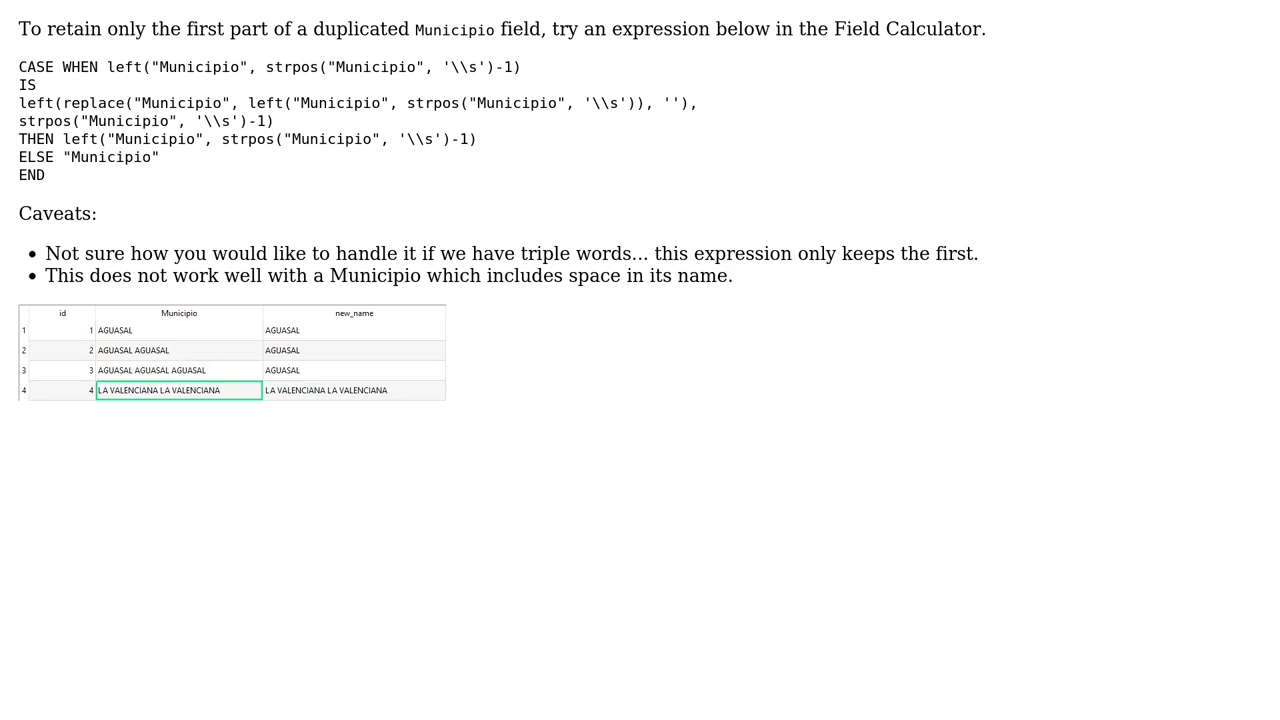 To retain only the first part of a duplicated Municipio field, try an expression below in the Field Calculator.
CASE WHEN left("Municipio", strpos("Municipio", '\\s')-1)
IS
left(replace("Municipio", left("Municipio", strpos("Municipio", '\\s')), ''),
strpos("Municipio", '\\s')-1)
THEN left("Municipio", strpos("Municipio", '\\s')-1)
ELSE "Municipio"
END
Caveats:
• Not sure how you would like to handle it if we have triple words... this expression only keeps the first.
• This does not work well with a Municipio which includes space in its name.
id Municipio new_name
1 1 AGUASAL AGUASAL
2 2 AGUASAL AGUASAL AGUASAL
3 3 AGUASAL AGUASAL AGUASAL AGUASAL
4 4 LA VALENCIANA LA VALENCIANA LA VALENCIANA LA VALENCIANA